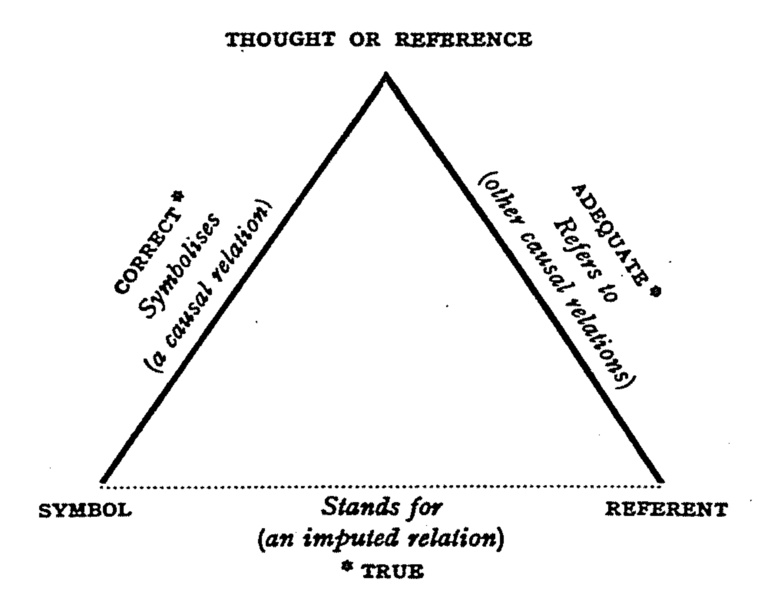 THOUGHT OR REFERENCE
CORRECT*
Symbolises
(a causal relation)
ADEQUATE*
Refers to
(other causal relations)
SYMBOL
Stands for
(an imputed relation)
* TRUE
REFERENT